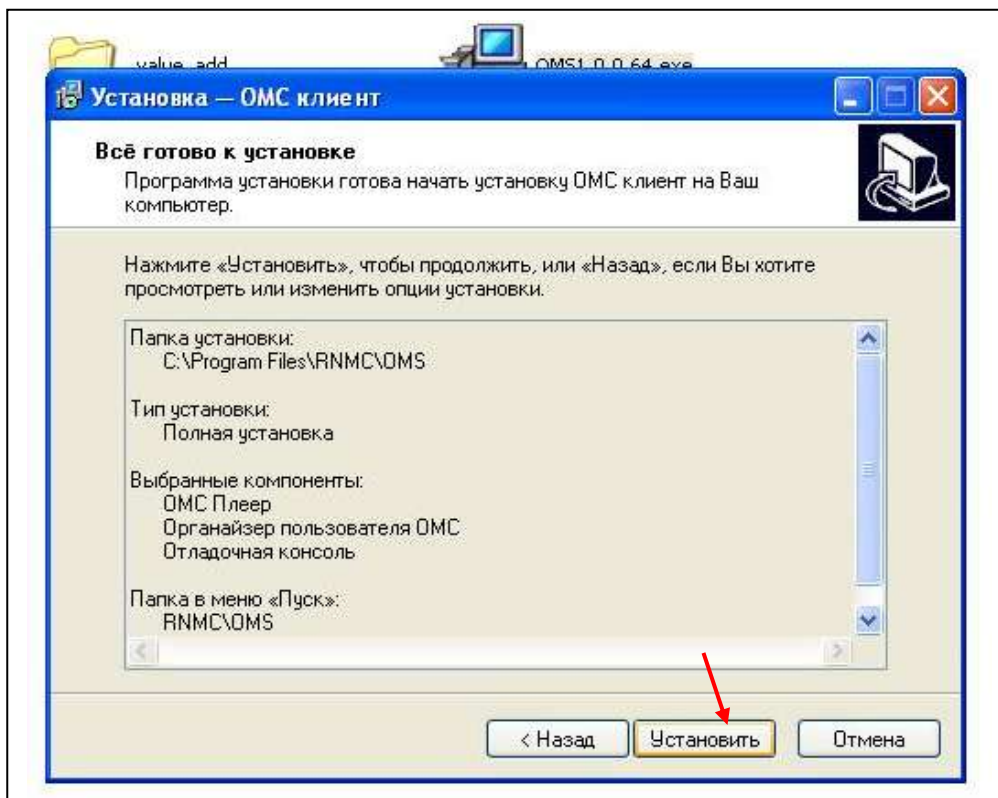 value_add
OMS1.0.0.64.exe
Установка — ОМС клиент
Всё готово к установке
Программа установки готова начать установку ОМС клиент на Ваш
компьютер.
Нажмите «Установить», чтобы продолжить, или «Назад», если Вы хотите
просмотреть или изменить опции установки.
Папка установки:
C:\Program Files\RNMC\OMS
Тип установки:
Полная установка
Выбранные компоненты:
ОМС Плеер
Органайзер пользователя ОМС
Отладочная консоль
Папка в меню «Пуск»:
RNMC\OMS
< Назад
Установить
Отмена